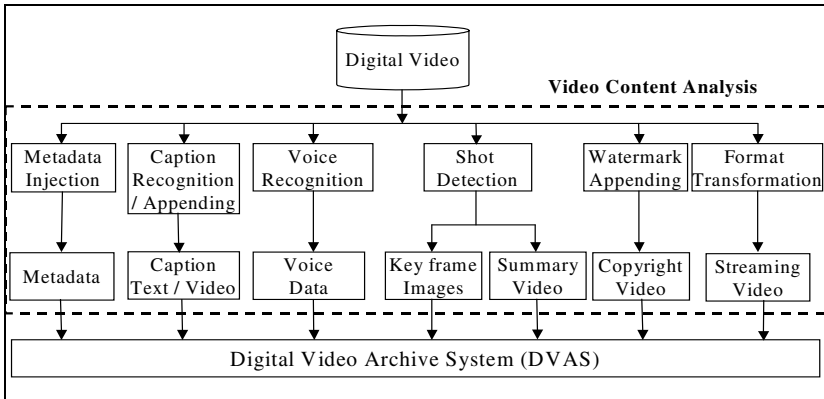 Digital Video
Video Content Analysis
Metadata
Injection
Caption
Recognition
/ Appending
Voice
Recognition
Shot
Detection
Watermark
Appending
Format
Transformation
Metadata
Caption
Text / Video
Voice
Data
Key frame
Images
Summary
Video
Copyright
Video
Streaming
Video
Digital Video Archive System (DVAS)